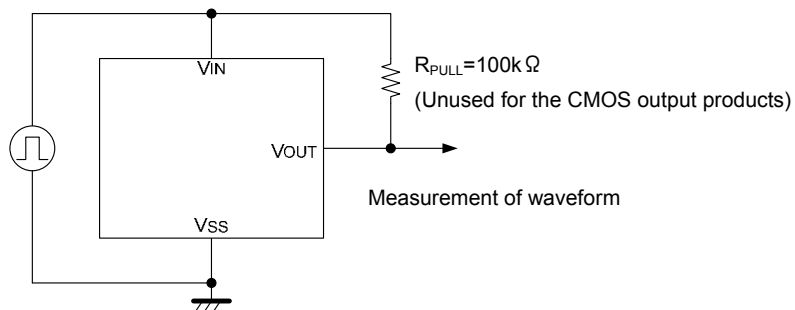 VIN
RPULL=100kΩ
(Unused for the CMOS output products)
VOUT
Measurement of waveform
VSS